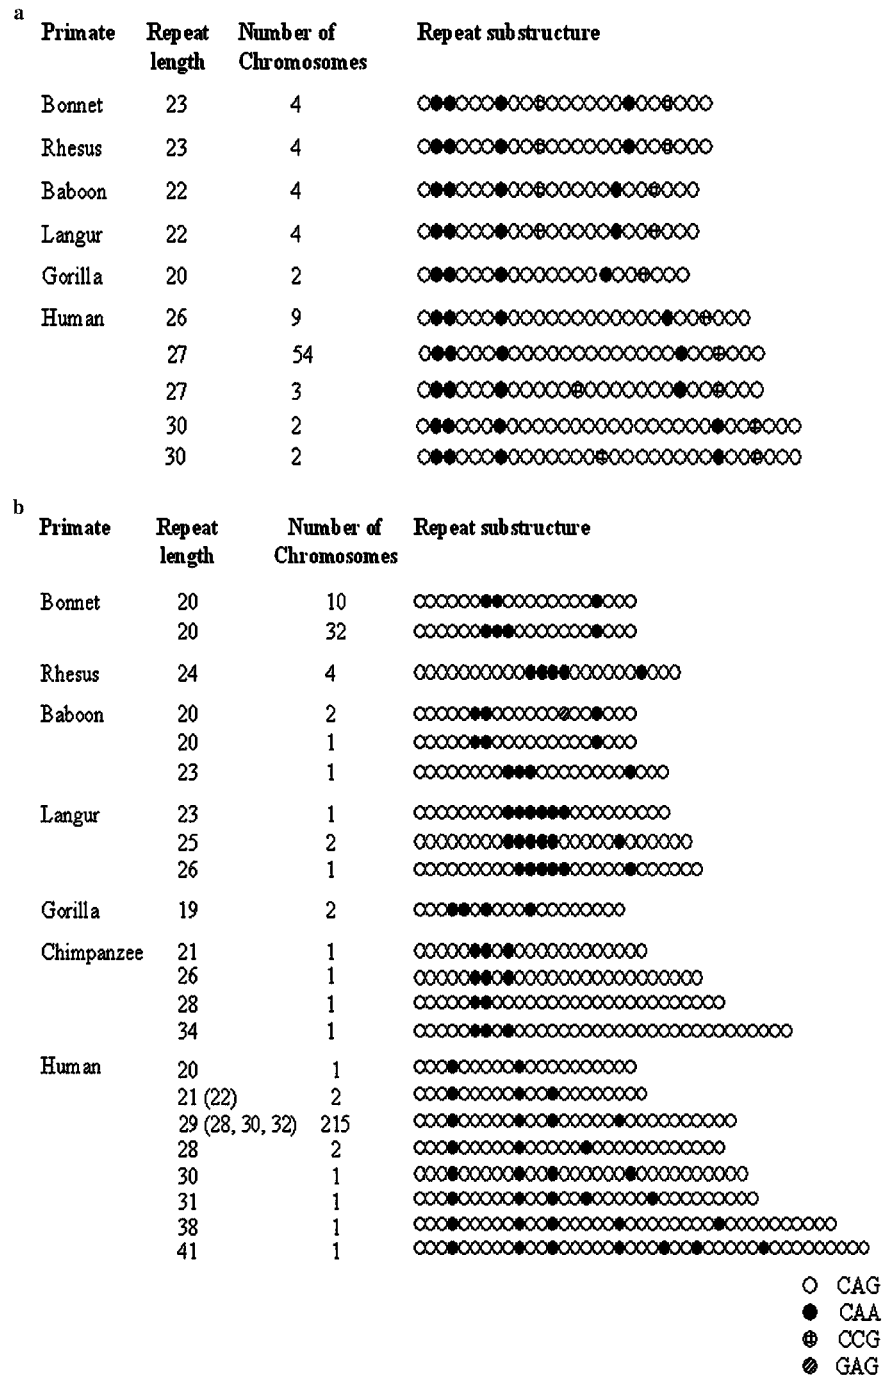 a
Primate Repeat length Number of Chromosomes Repeat substructure
Bonnet 23 4
Rhesus 23 4
Baboon 22 4
Langur 22 4
Gorilla 20 2
Human 26 9
27 54
27 3
30 2
30 2
b
Primate Repeat length Number of Chromosomes Repeat substructure
Bonnet 20 10
20 32
Rhesus 24 4
Baboon 20 2
20 1
23 1
Langur 23 1
25 2
26 1
Gorilla 19 2
Chimpanzee 21 1
26 1
28 1
34 1
Human 20 1
21 (22) 2
29 (28, 30, 32) 215
28 2
30 1
31 1
38 1
41 1
CAG
CAA
CCG
GAG